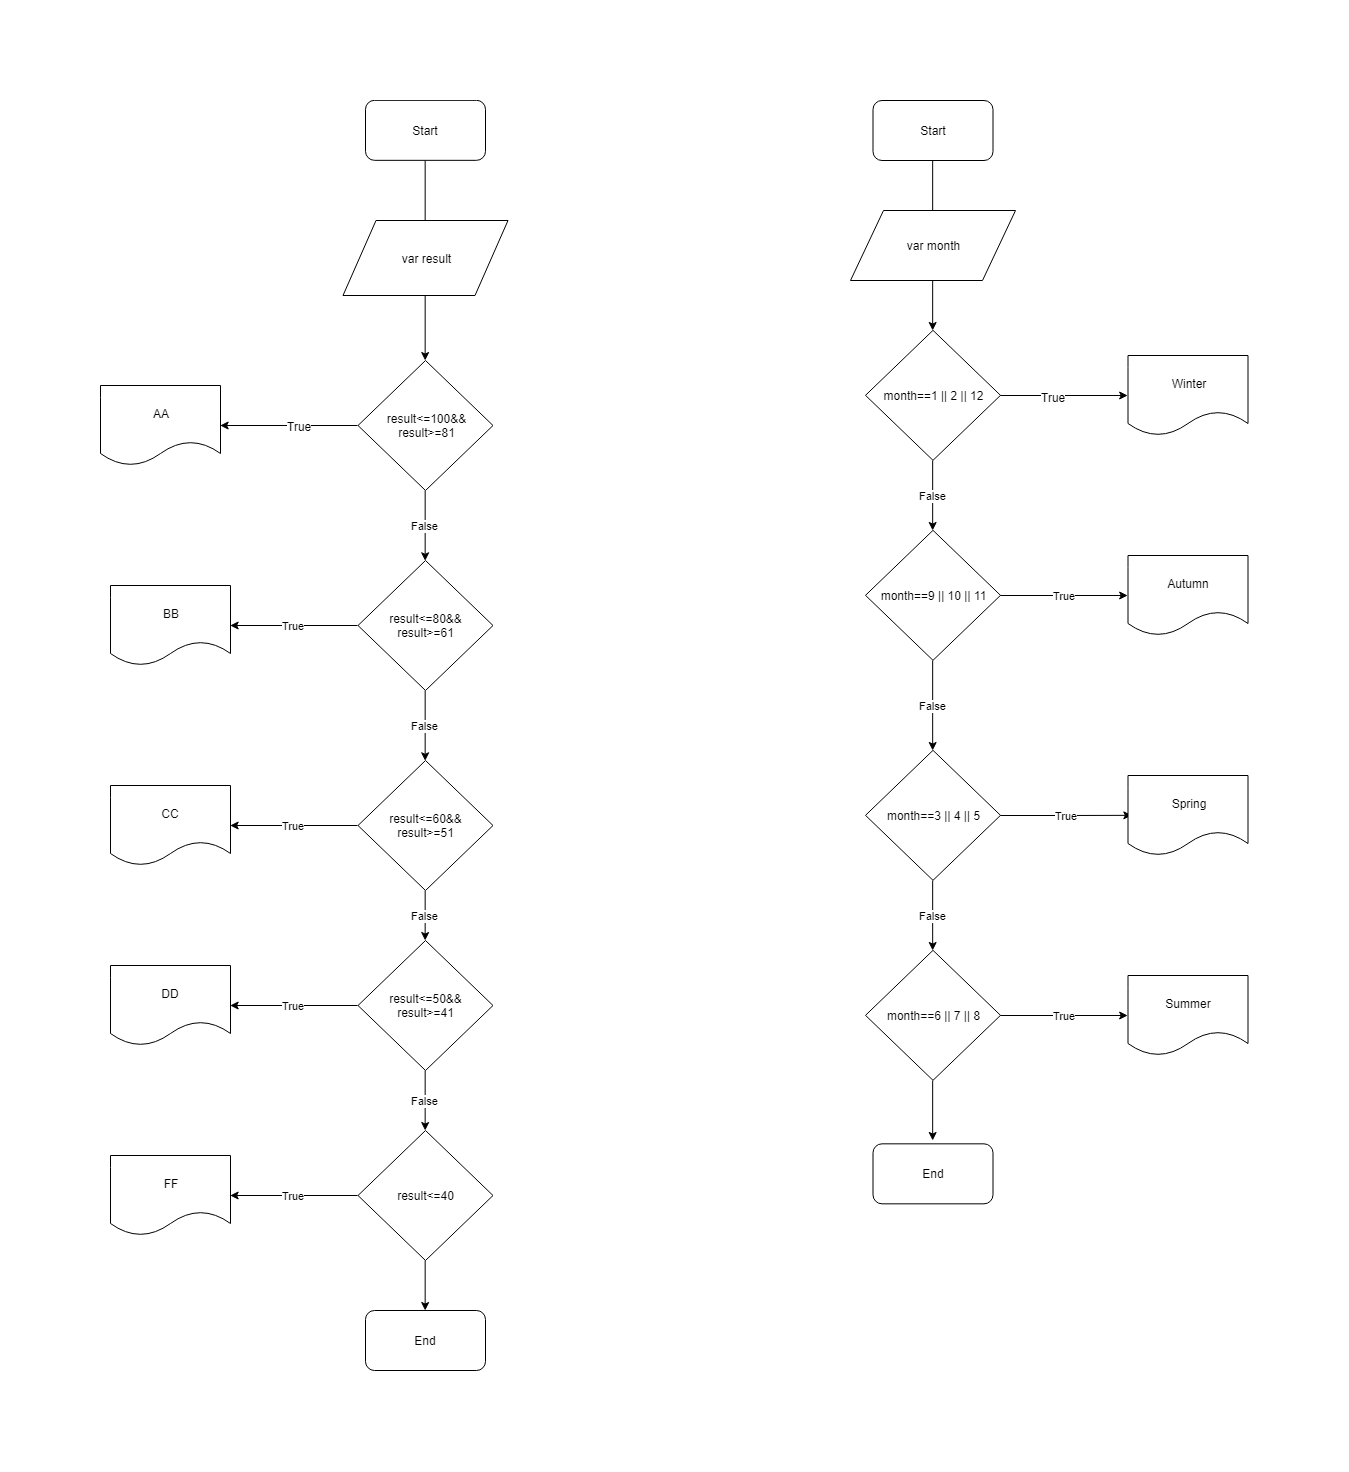 Start
var result
result<=100&&
result>=81
True
AA
False
result<=80&&
result>=61
True
BB
False
result<=60&&
result>=51
True
CC
False
result<=50&&
result>=41
True
DD
False
result<=40
True
FF
End
Start
var month
month==1 || 2 || 12
True
Winter
False
month==9 || 10 || 11
True
Autumn
False
month==3 || 4 || 5
True
Spring
False
month==6 || 7 || 8
True
Summer
End